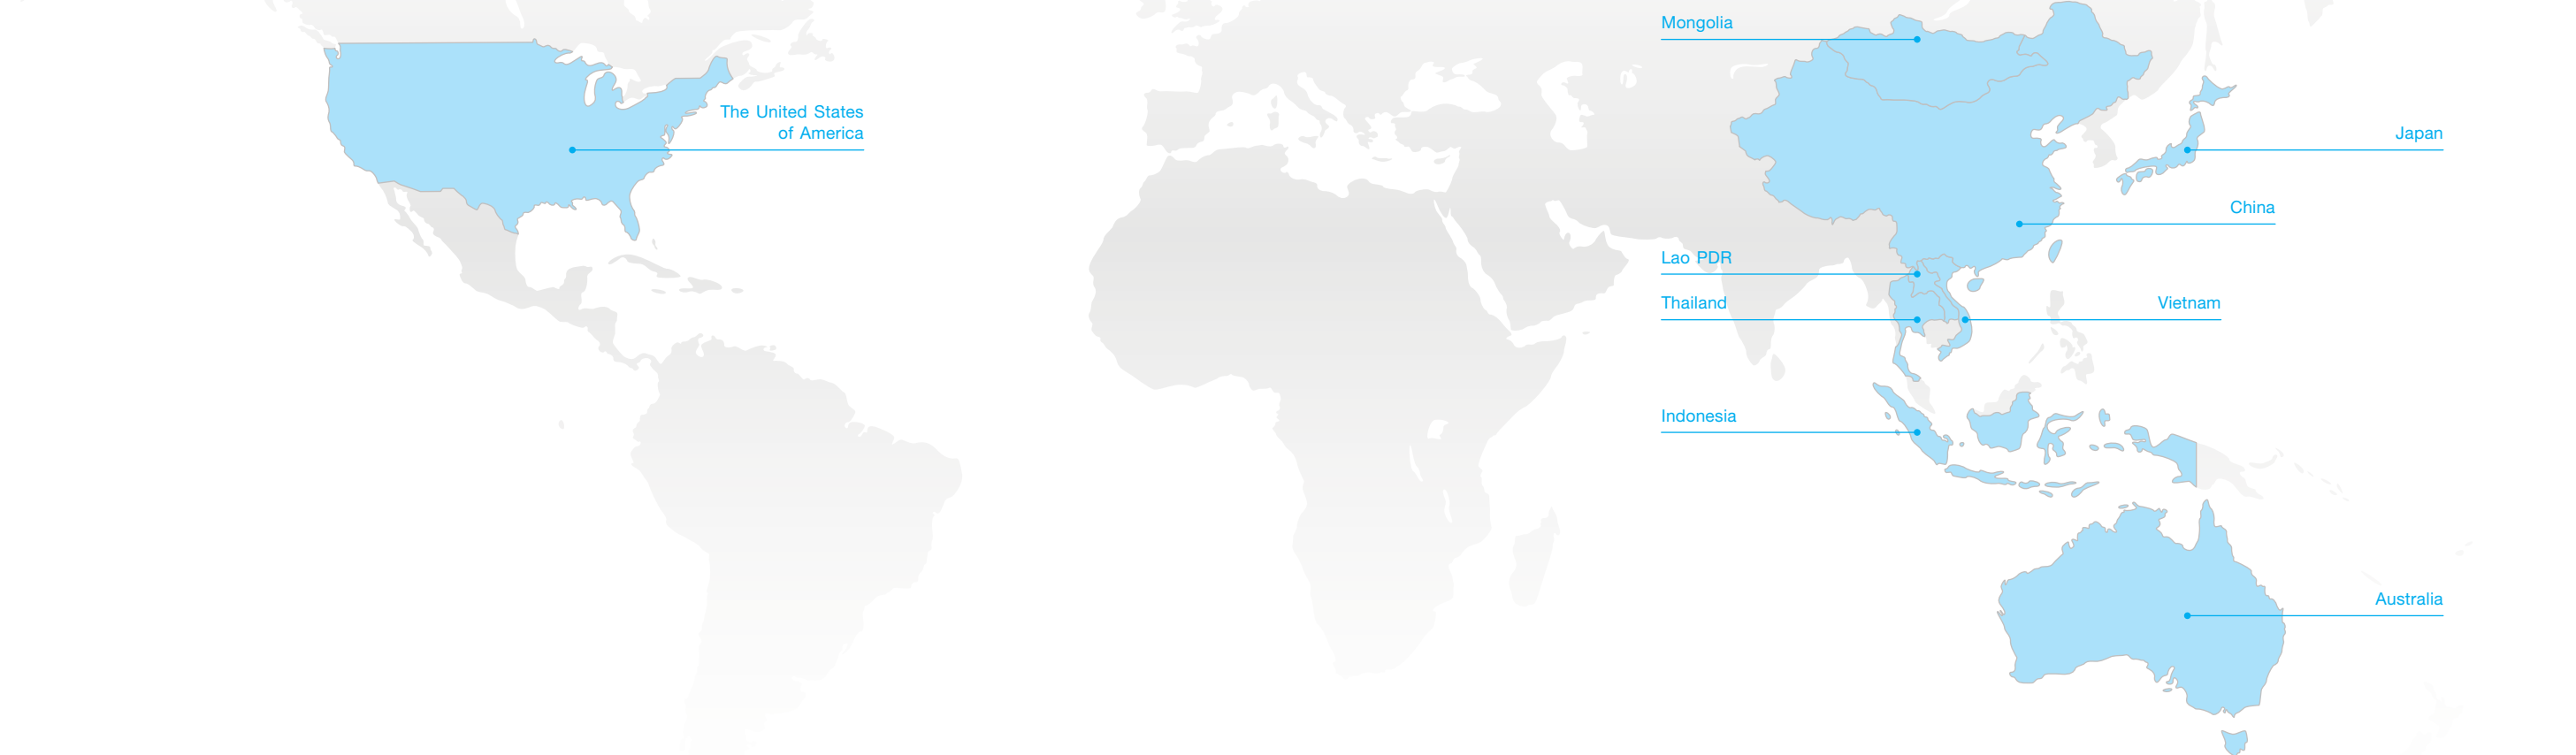 Mongolia
The United States
of America
Japan
China
Lao PDR
Thailand
Vietnam
Indonesia
Australia